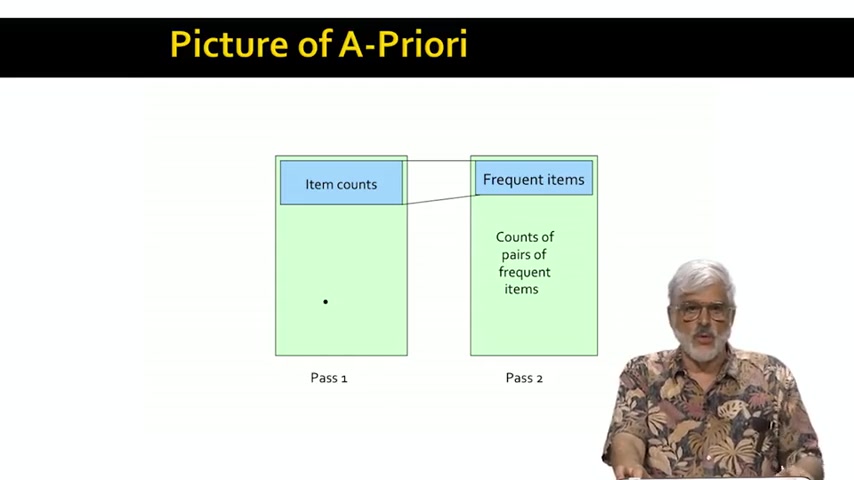 Picture of A-Priori
Item counts
Frequent items
Counts of
pairs of
frequent
items
Pass 1
Pass 2